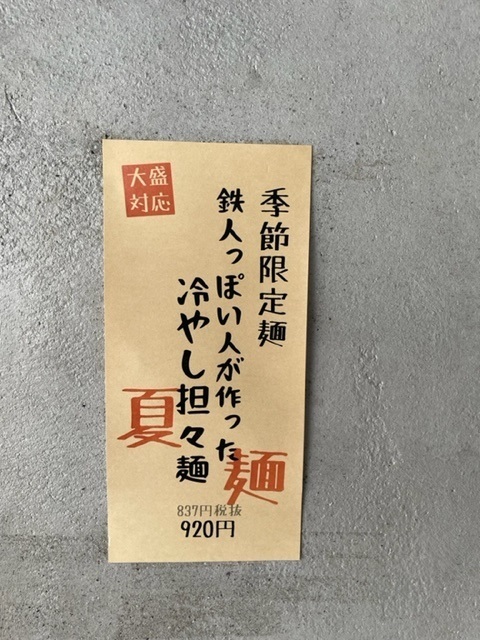 季節限定麺
鉄人っぽい人が作った
冷やし担々麺
大盛
対応
夏
麺
837円税抜
920円